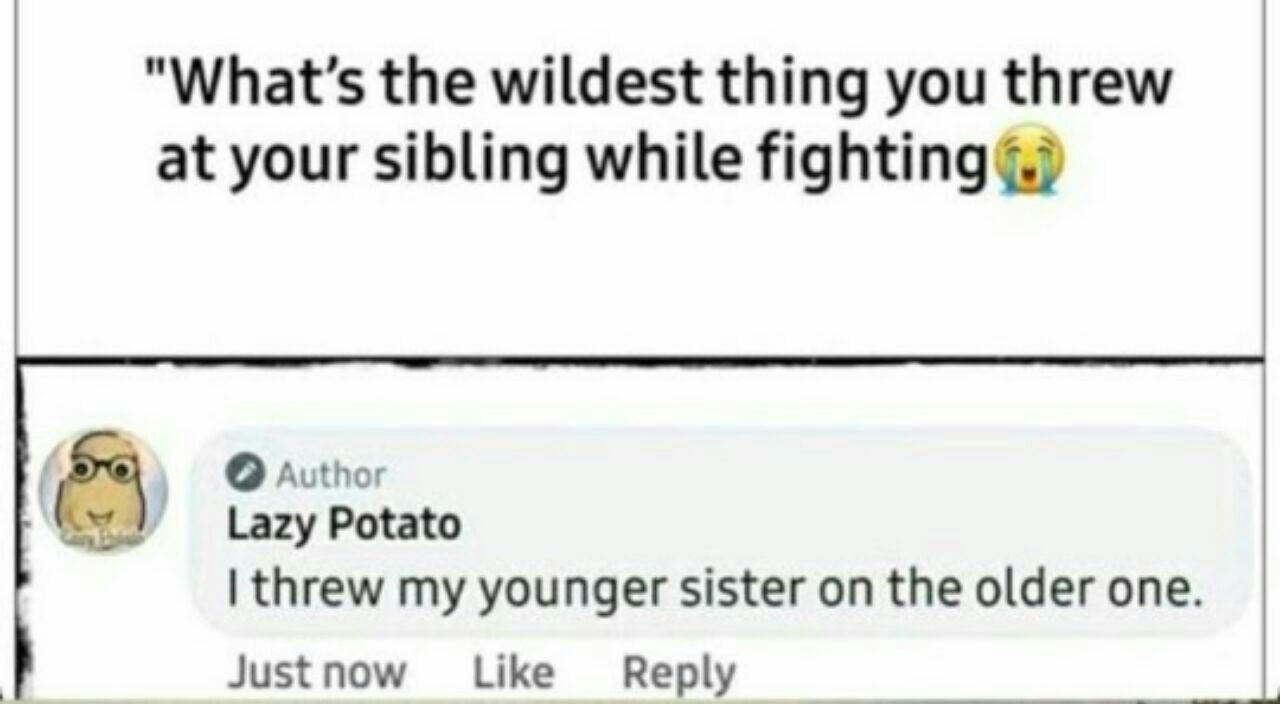 "What’s the wildest thing you threw
at your sibling while fighting😭
Author
Lazy Potato
I threw my younger sister on the older one.
Just now Like Reply